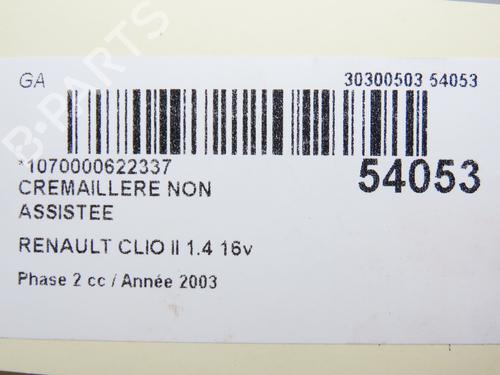 GA
30300503 54053
*1070000622337
54053
CREMAILLERE NON
ASSISTEE
RENAULT CLIO II 1.4 16v
Phase 2 cc / Année 2003
B-PARTS